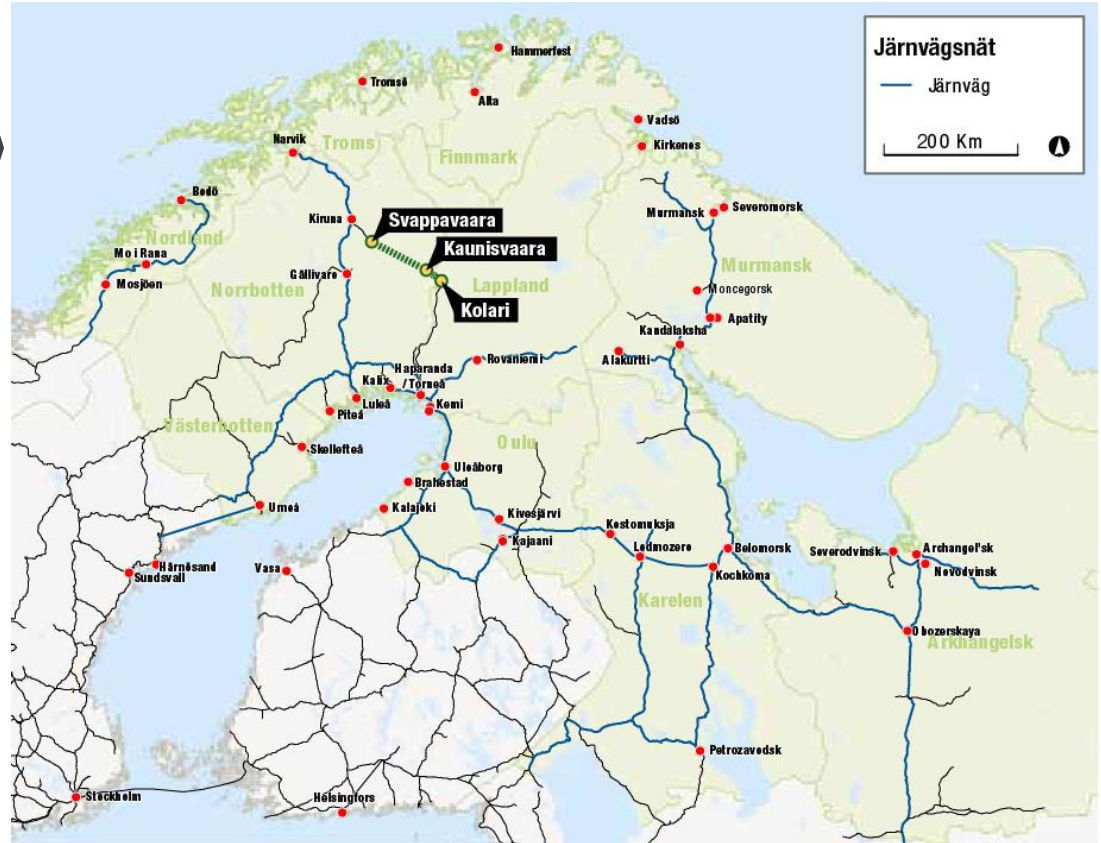 Järnvägsnät
Järnväg
200 Km
Hammerfest
Tromsö
Alta
Vadsö
Narvik
Troms
Kirkenes
Finnmark
Bodö
Severomorsk
Murmansk
Kiruna
Svappavaara
Nordland
Kaunisvaara
Mo i Rana
Murmansk
Gällivare
Lappland
Mosjöen
Norrbotten
Moncegorsk
Kolari
Apatity
Kandalaksha
Rovaniemi
Alakurtti
Haparanda
/ Torneå
Kalix
Luleå
Kemi
Piteå
Västerbotten
Oulu
Skellefteå
Uleåborg
Brahestad
Umeå
Kalajoki
Kivesjärvi
Kostomuksja
Kajaani
Ledmozero
Belomorsk
Severodvinsk
Archangel'sk
Novodvinsk
Härnösand
Sundsvall
Vasa
Kochkoma
Karelen
Obozerskaya
Arkhangelsk
Petrozavodsk
Stockholm
Helsingfors